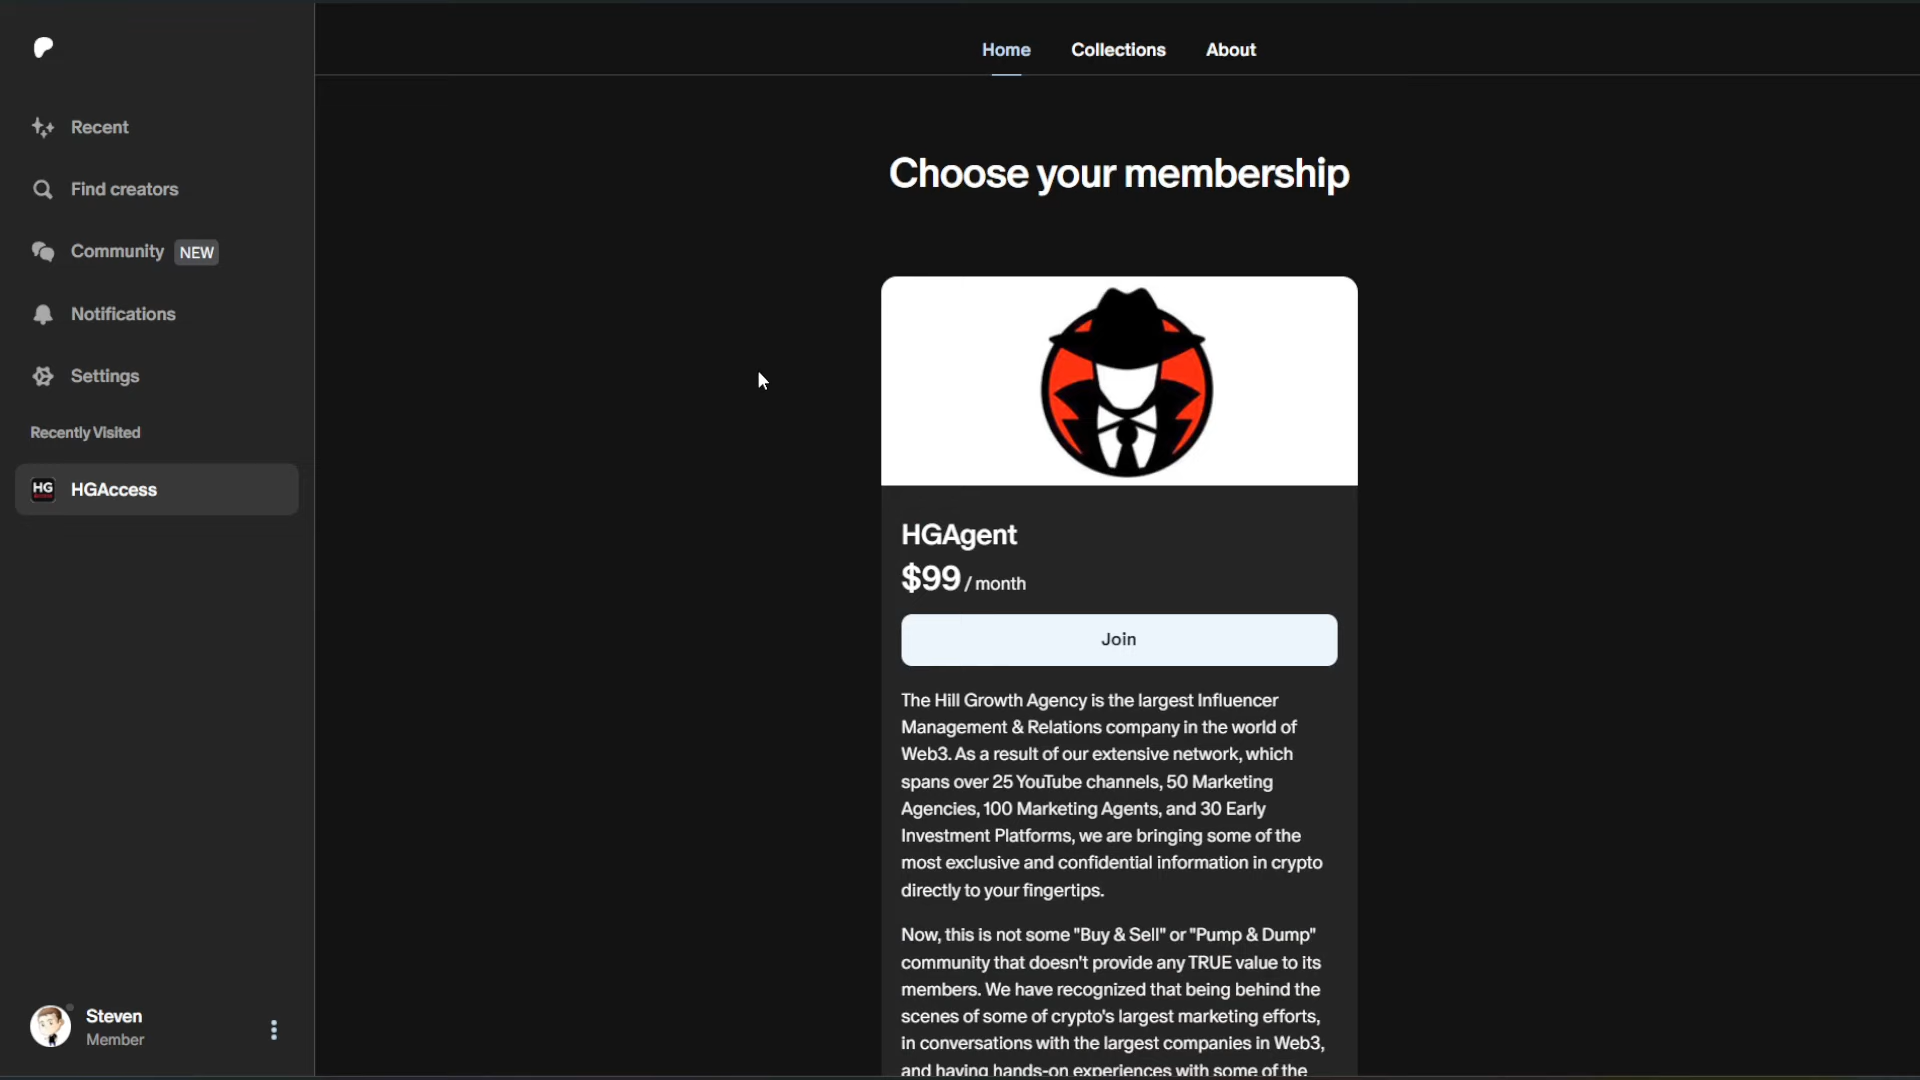 Home Collections About
Recent
Find creators
Community NEW
Notifications
Settings
Recently Visited
HG HGAccess
Steven
Member
Choose your membership
HGAgent
$99 / month
Join
The Hill Growth Agency is the largest Influencer
Management & Relations company in the world of
Web3. As a result of our extensive network, which
spans over 25 YouTube channels, 50 Marketing
Agencies, 100 Marketing Agents, and 30 Early
Investment Platforms, we are bringing some of the
most exclusive and confidential information in crypto
directly to your fingertips.
Now, this is not some "Buy & Sell" or "Pump & Dump"
community that doesn't provide any TRUE value to its
members. We have recognized that being behind the
scenes of some of crypto's largest marketing efforts,
in conversations with the largest companies in Web3,
and having hands-on experiences with some of the